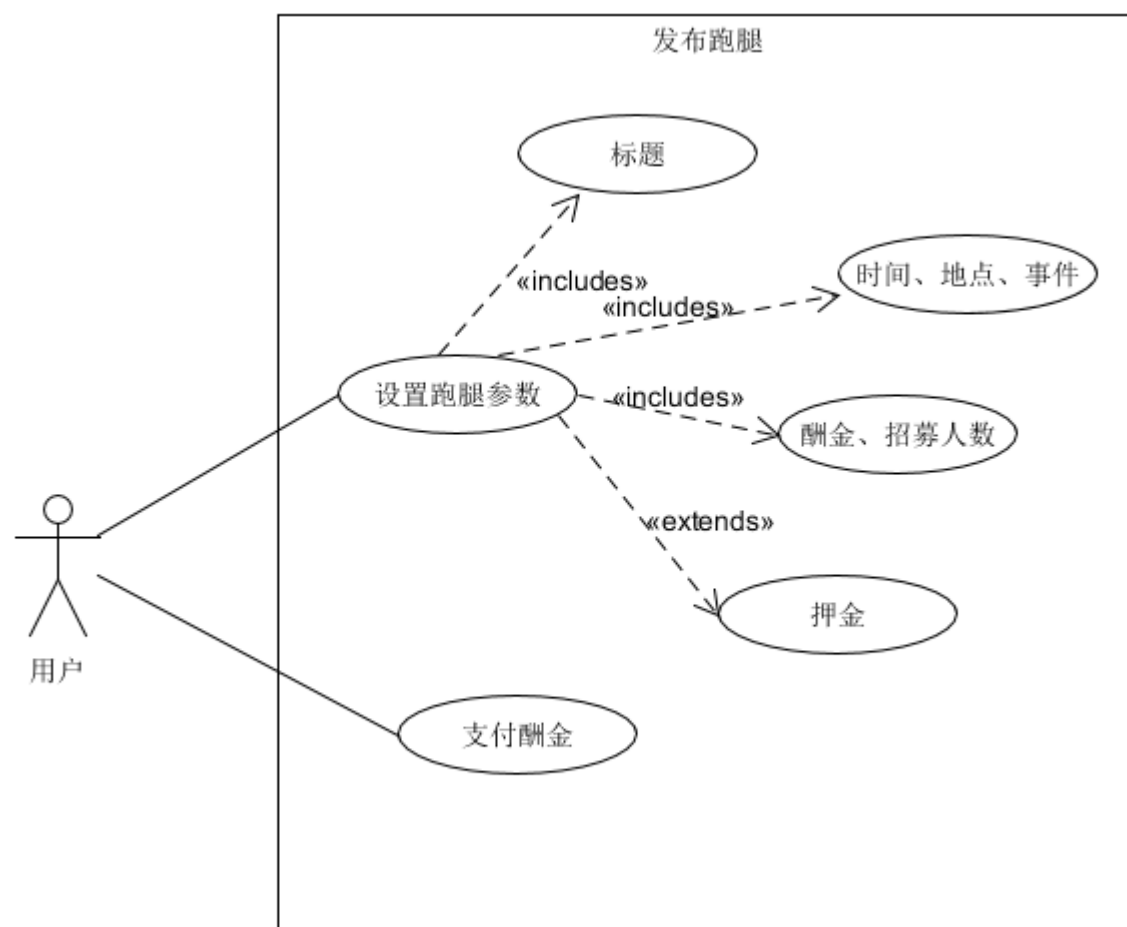 发布跑腿
标题
«includes»
时间、地点、事件
«includes»
设置跑腿参数
«includes»
酬金、招募人数
«extends»
押金
用户
支付酬金